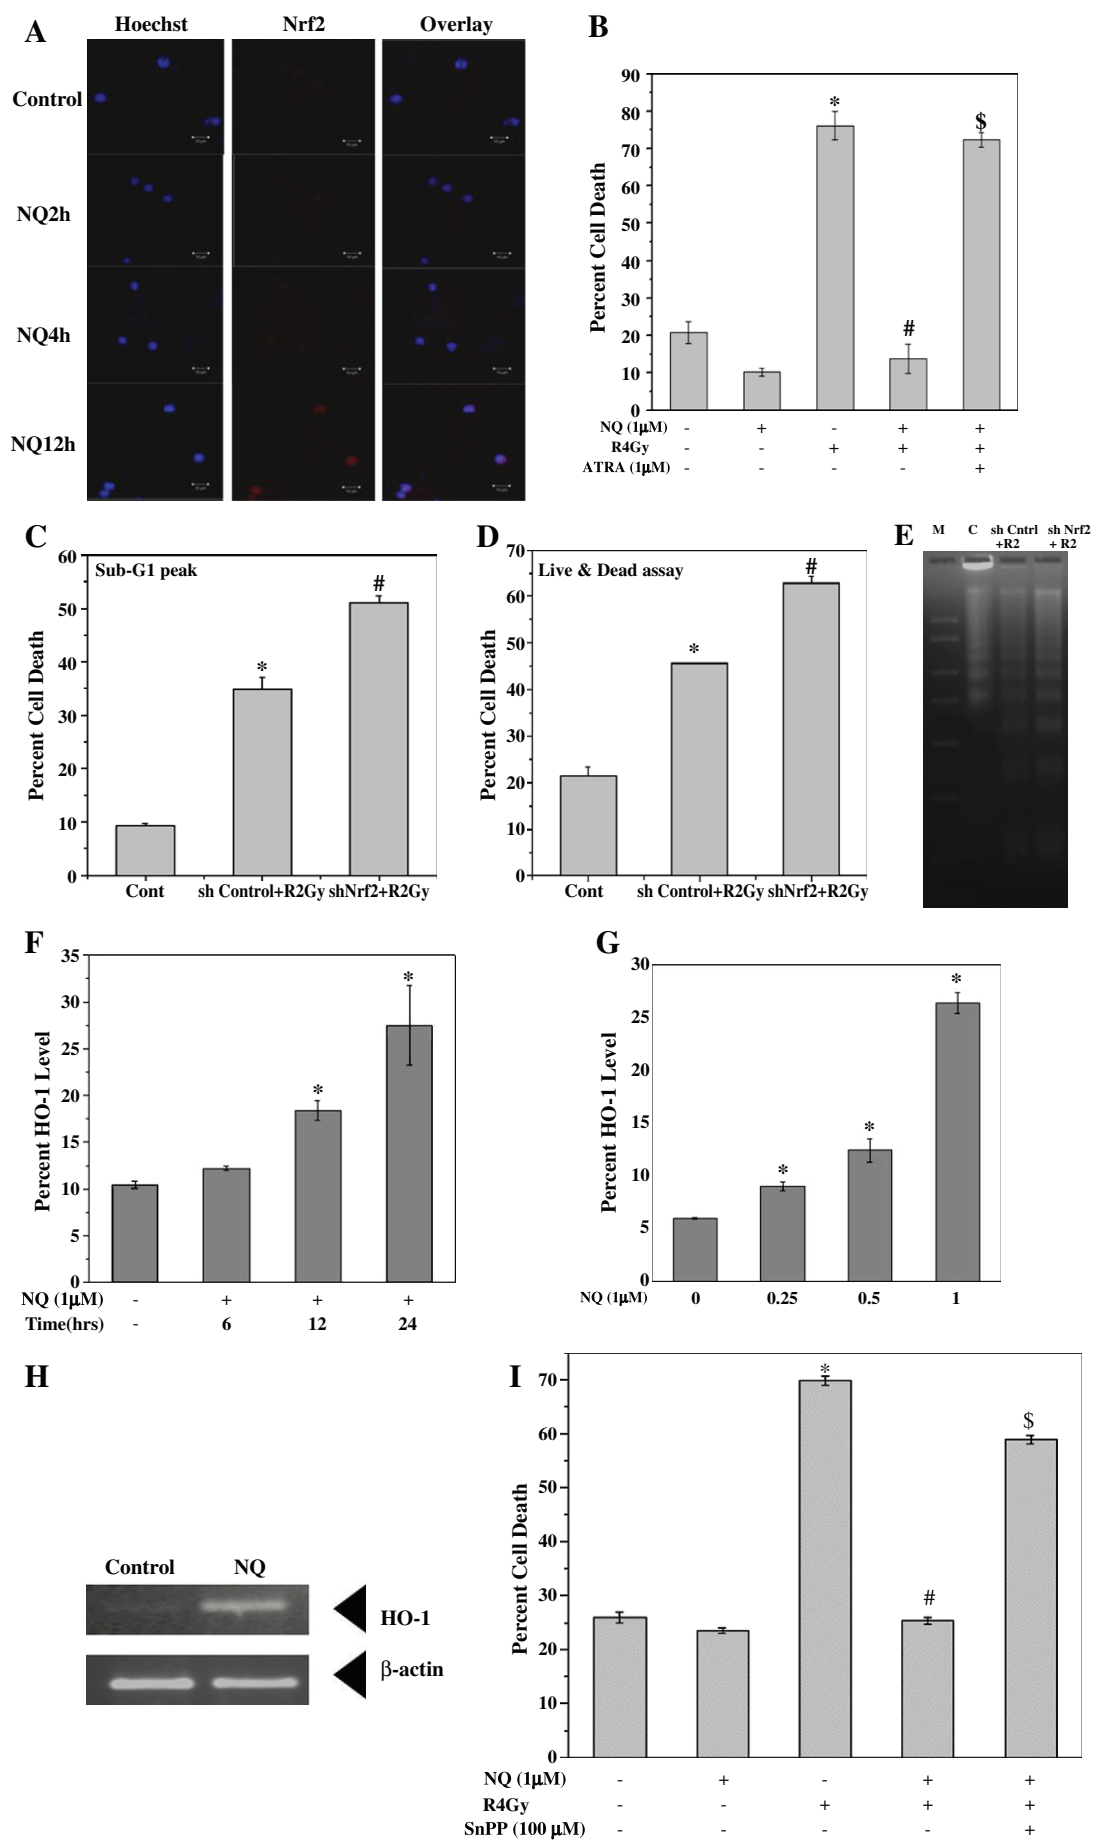 A
Hoechst Nrf2 Overlay
Control
NQ2h
NQ4h
NQ12h
B
Percent Cell Death
90
80
70
60
50
40
30
20
10
0
* # $
NQ (1μM) - + - + +
R4Gy - - + + +
ATRA (1μM) - - - - +
C
Sub-G1 peak
Percent Cell Death
60
50
40
30
20
10
0
* #
Cont sh Control+R2Gy shNrf2+R2Gy
D
Live & Dead assay
Percent Cell Death
70
60
50
40
30
20
10
0
* #
Cont sh Control+R2Gy shNrf2+R2Gy
E
M C sh Cntrl sh Nrf2
+R2 + R2
F
Percent HO-1 Level
35
30
25
20
15
10
5
0
* *
NQ (1μM) - + + +
Time(hrs) - 6 12 24
G
Percent HO-1 Level
30
25
20
15
10
5
0
* * *
NQ (1μM) 0 0.25 0.5 1
H
Control NQ
HO-1
β-actin
I
Percent Cell Death
70
60
50
40
30
20
10
0
* # $
NQ (1μM) - + - + +
R4Gy - - + + +
SnPP (100 μM) - - - - +